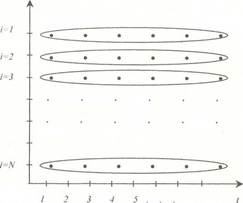 i=1
i=2
i=3
i=N
1 2 3 4 5 . . . . . t